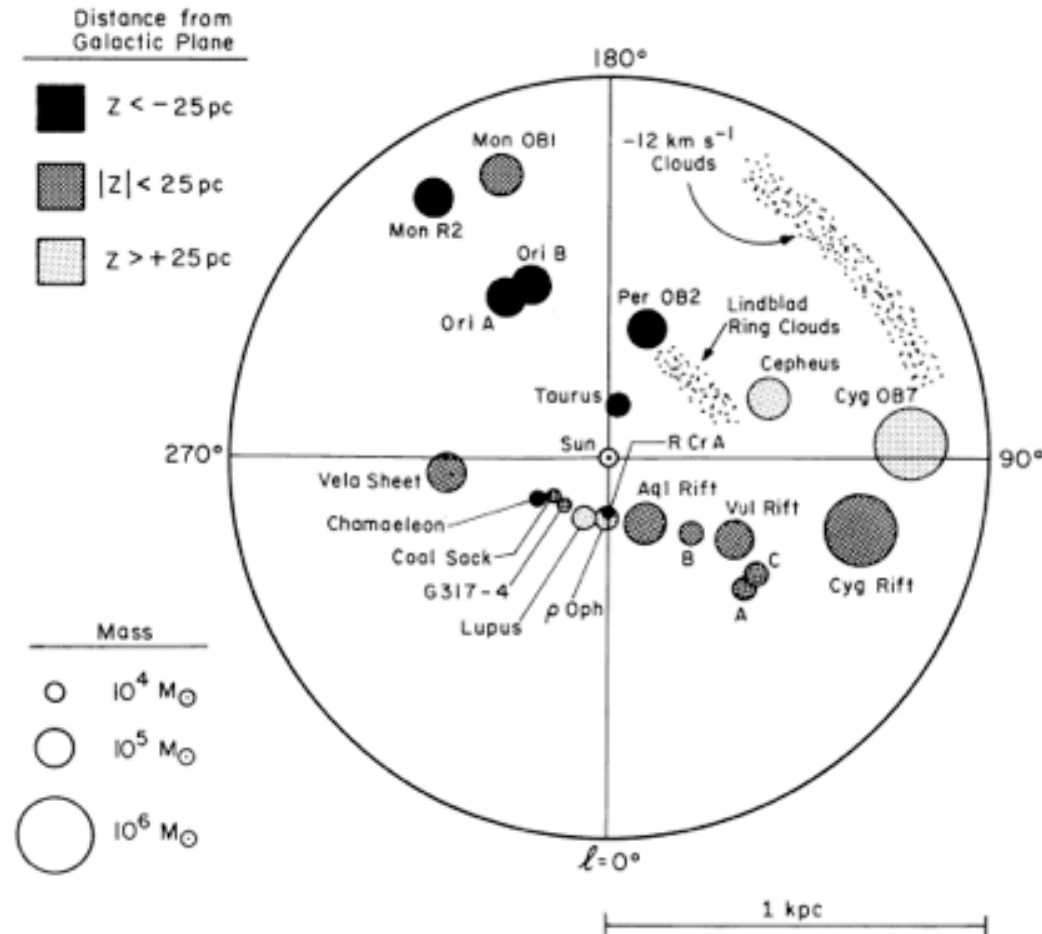 Distance from
Galactic Plane
Z < -25 pc
|Z| < 25 pc
Z > +25 pc
180°
Mon OB1
-12 km s⁻¹
Clouds
Mon R2
Ori B
Ori A
Per OB2
Lindblad
Ring Clouds
Cepheus
Cyg OB7
Taurus
Sun
R Cr A
270°
90°
Vela Sheet
Aql Rift
Vul Rift
Chamaeleon
Coal Sack
B
C
Cyg Rift
G317-4
A
Lupus
ρ Oph
Mass
10⁴ M⊙
10⁵ M⊙
10⁶ M⊙
ℓ=0°
1 kpc